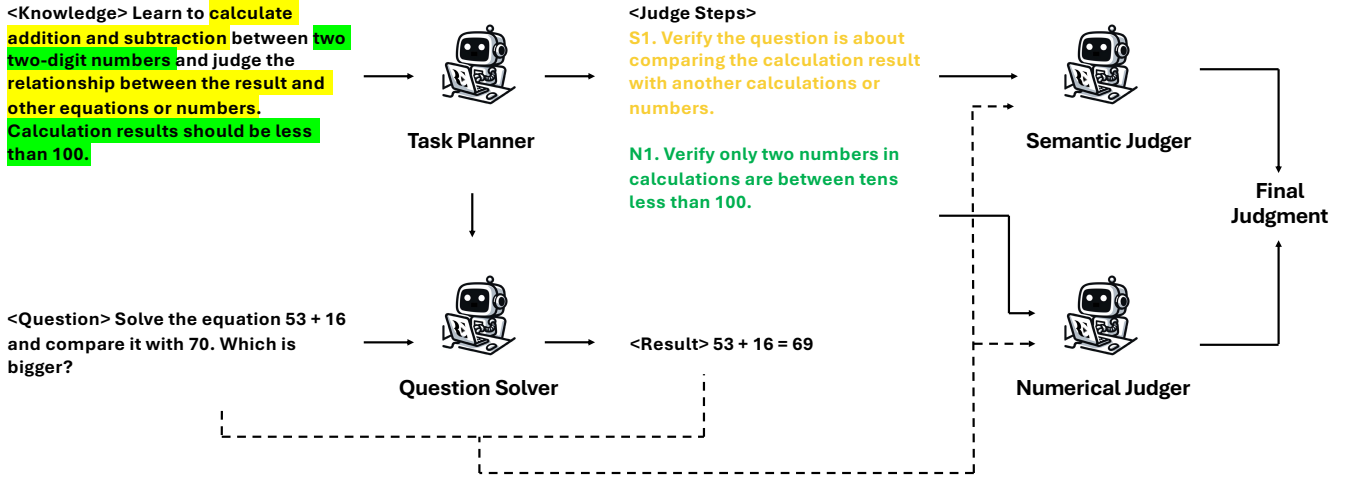 <Knowledge> Learn to calculate
addition and subtraction between two
two-digit numbers and judge the
relationship between the result and
other equations or numbers.
Calculation results should be less
than 100.
Task Planner
<Judge Steps>
S1. Verify the question is about
comparing the calculation result
with another calculations or
numbers.
N1. Verify only two numbers in
calculations are between tens
less than 100.
Semantic Judger
Final
Judgment
<Question> Solve the equation 53 + 16
and compare it with 70. Which is
bigger?
Question Solver
<Result> 53 + 16 = 69
Numerical Judger